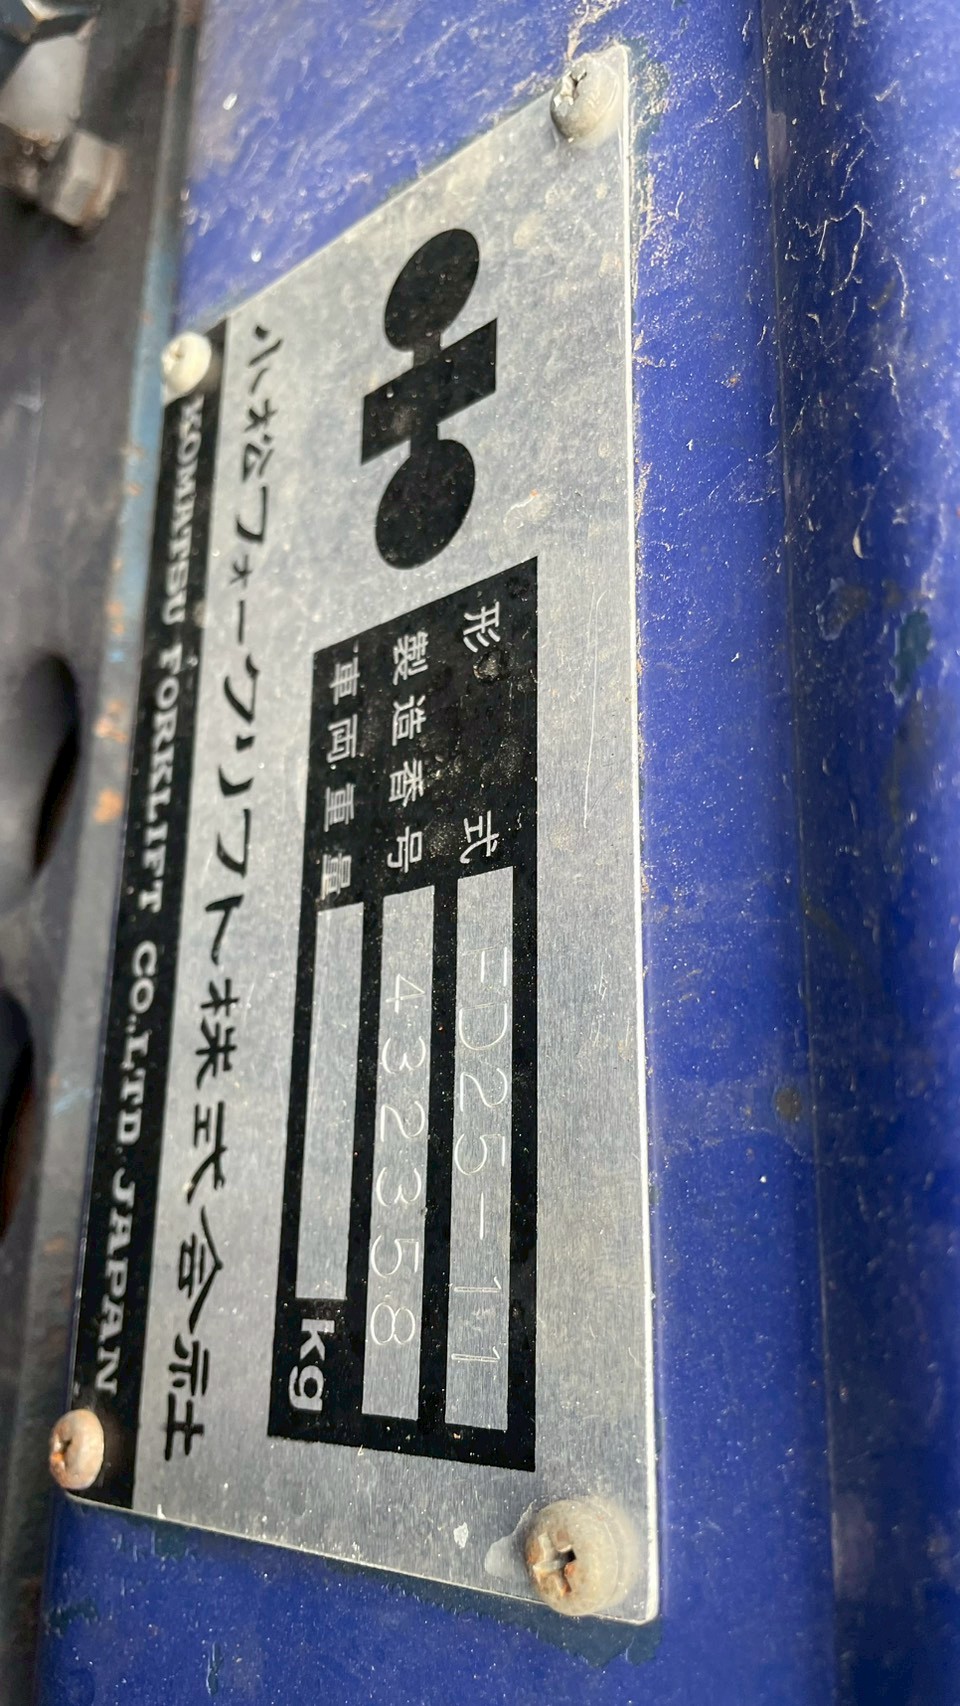 形式 FD25-11
製造番号 432358
車両重量 kg
小松フォークリフト株式会社
KOMATSU FORKLIFT CO.,LTD. JAPAN